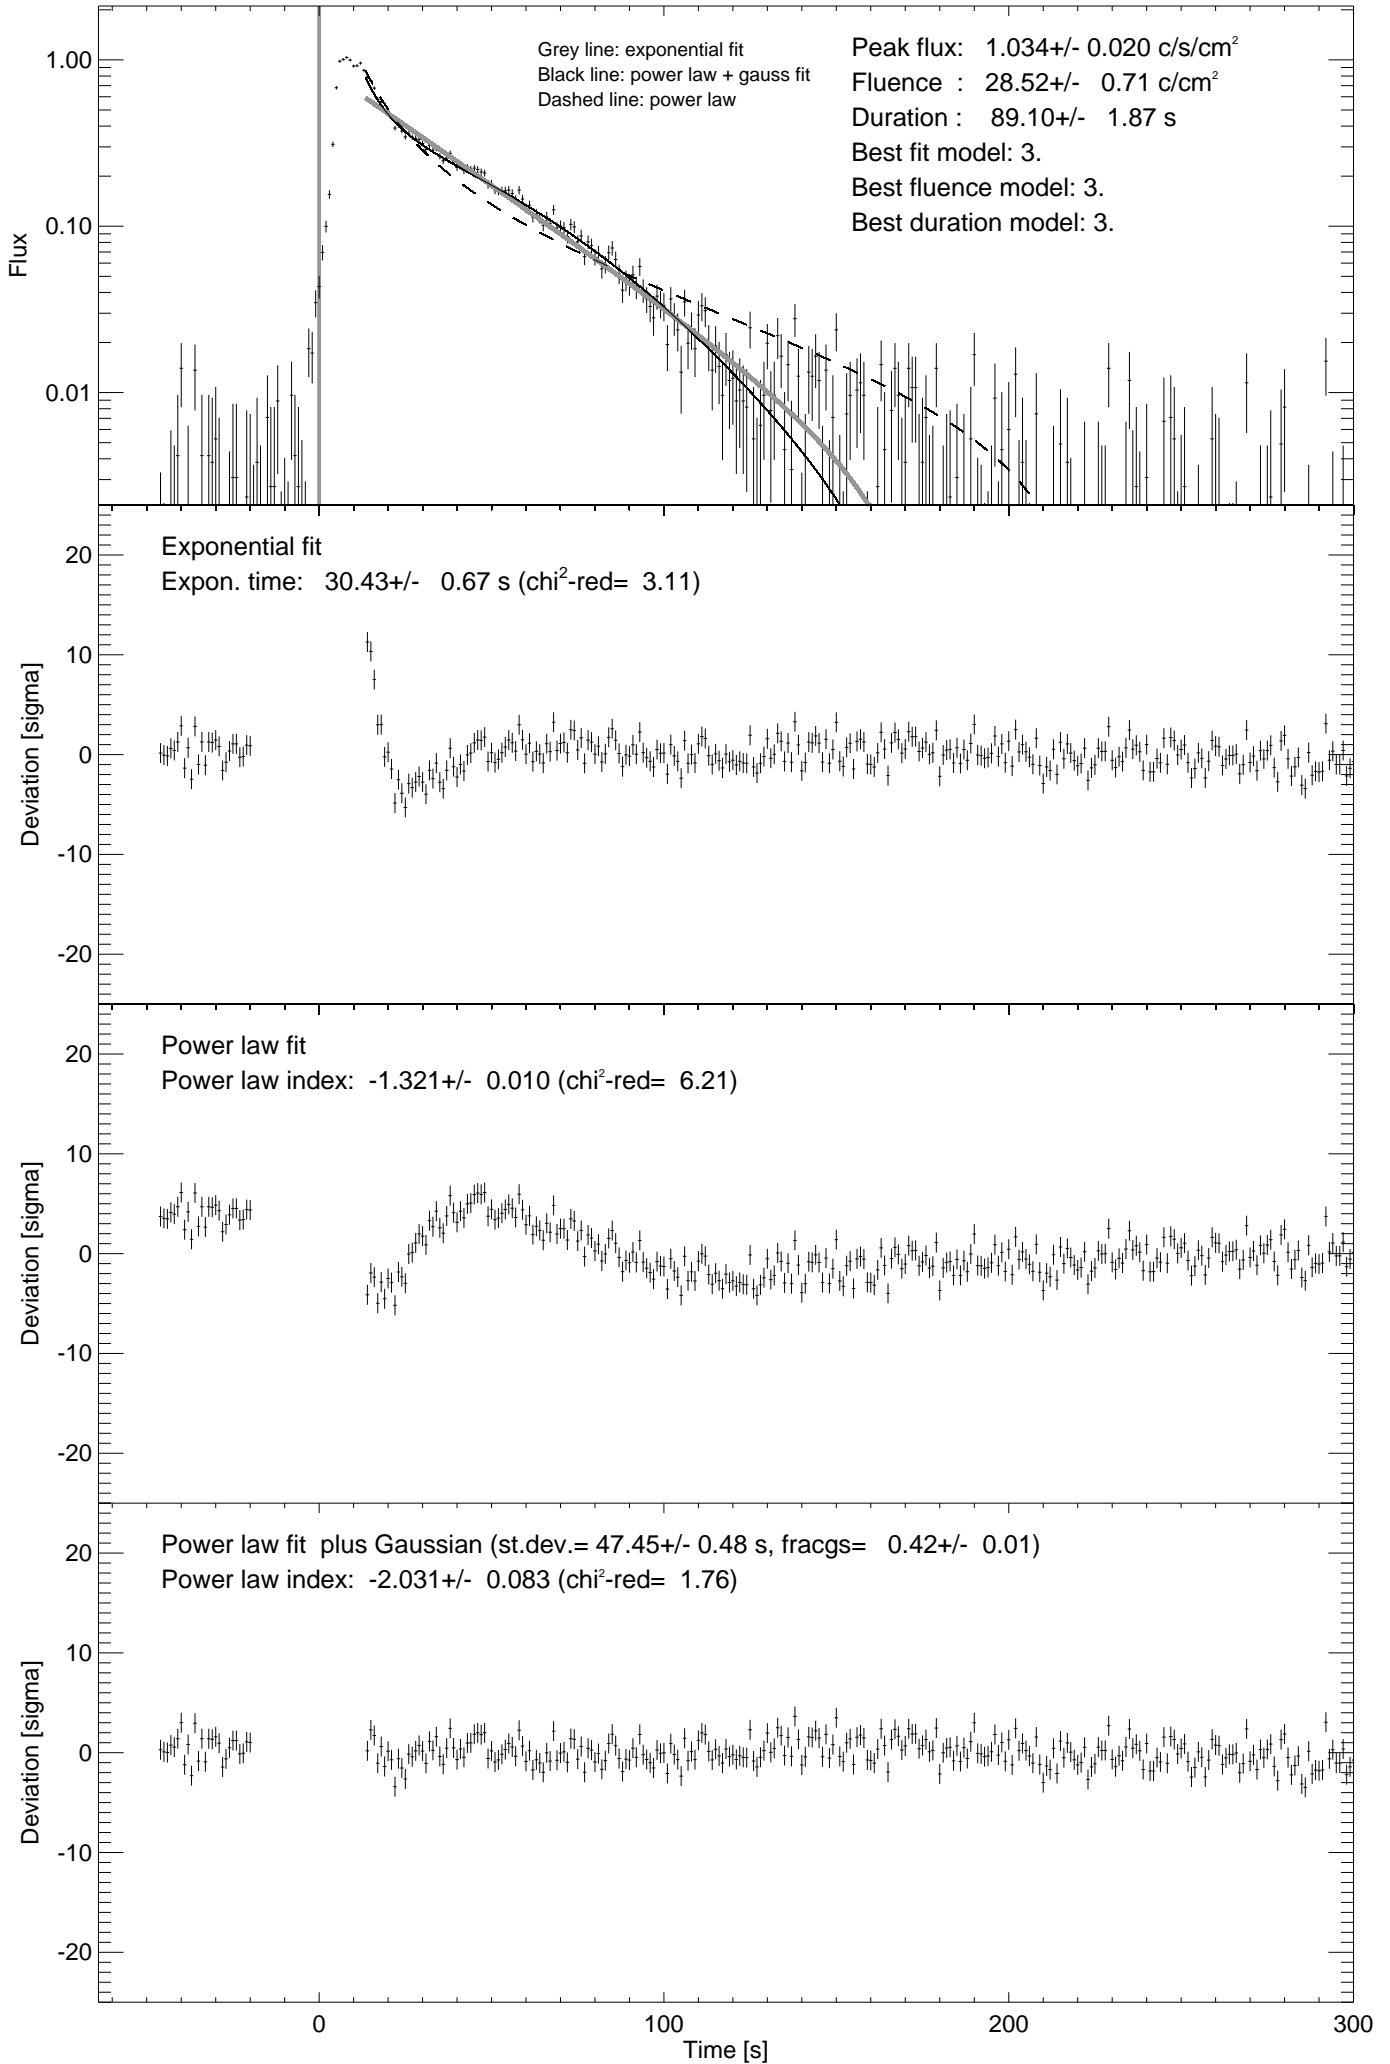 Grey line: exponential fit
Black line: power law + gauss fit
Dashed line: power law
Peak flux: 1.034+/- 0.020 c/s/cm²
Fluence : 28.52+/- 0.71 c/cm²
Duration : 89.10+/- 1.87 s
Best fit model: 3.
Best fluence model: 3.
Best duration model: 3.
1.00
0.10
0.01
Flux
Exponential fit
Expon. time: 30.43+/- 0.67 s (chi²-red= 3.11)
20
10
0
-10
-20
Deviation [sigma]
Power law fit
Power law index: -1.321+/- 0.010 (chi²-red= 6.21)
20
10
0
-10
-20
Deviation [sigma]
Power law fit plus Gaussian (st.dev.= 47.45+/- 0.48 s, fracgs= 0.42+/- 0.01)
Power law index: -2.031+/- 0.083 (chi²-red= 1.76)
20
10
0
-10
-20
Deviation [sigma]
0 100 200 300
Time [s]